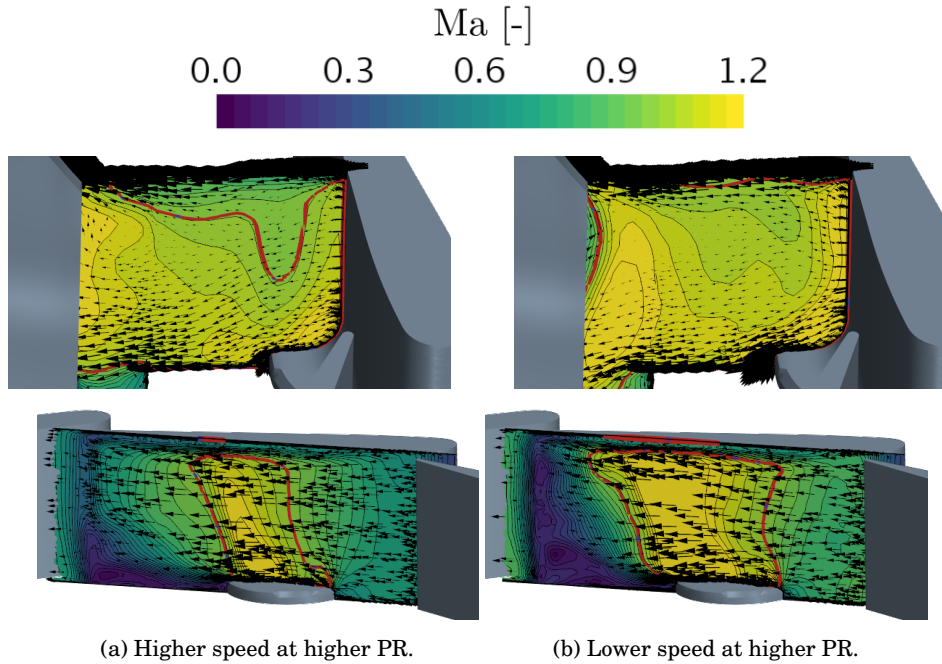 Ma [-]
0.0 0.3 0.6 0.9 1.2
(a) Higher speed at higher PR.
(b) Lower speed at higher PR.